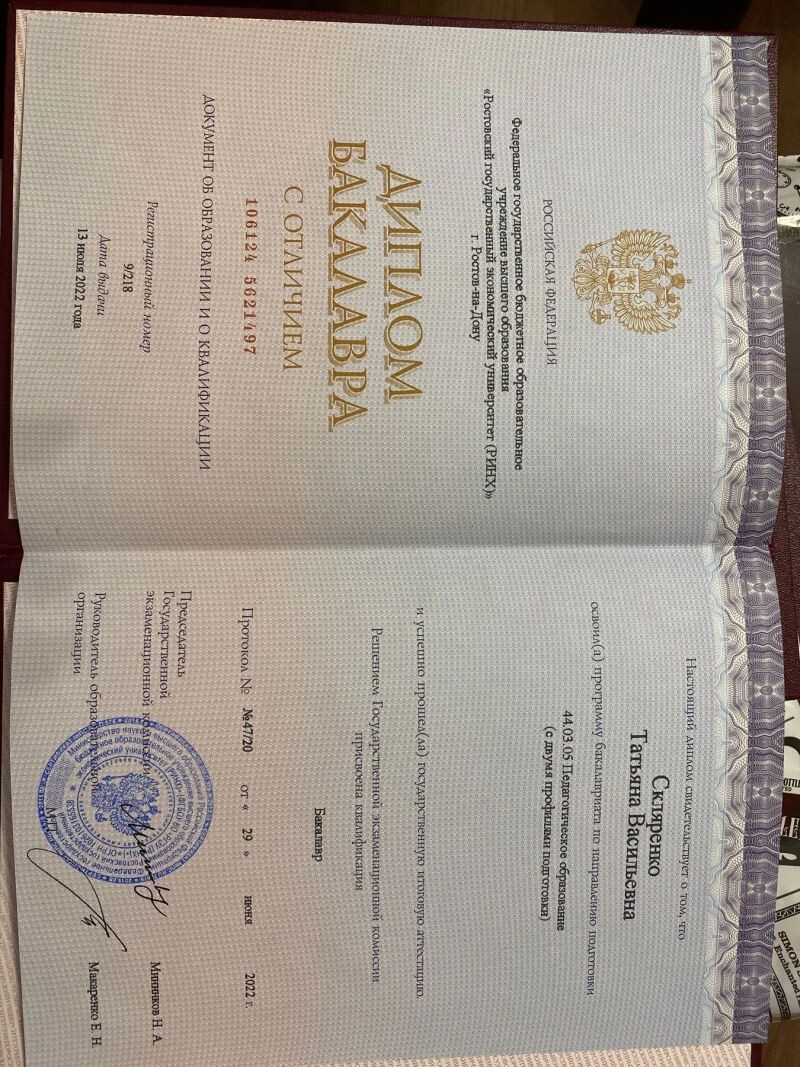 РОССИЙСКАЯ ФЕДЕРАЦИЯ
Федеральное государственное бюджетное образовательное
учреждение высшего образования
«Ростовский государственный экономический университет (РИНХ)»
г. Ростов-на-Дону
ДИПЛОМ
БАКАЛАВРА
С ОТЛИЧИЕМ
106124 5621497
ДОКУМЕНТ ОБ ОБРАЗОВАНИИ И О КВАЛИФИКАЦИИ
Регистрационный номер
9/218
Дата выдачи
13 июля 2022 года
Настоящий диплом свидетельствует о том, что
Скляренко
Татьяна Васильевна
освоил(а) программу бакалавриата по направлению подготовки
44.03.05 Педагогическое образование
(с двумя профилями подготовки)
и успешно прошел(ла) государственную итоговую аттестацию.
Решением Государственной экзаменационной комиссии
присвоена квалификация
Бакалавр
Протокол № №47/20 от « 29 » июня 2022 г.
Председатель
Государственной
экзаменационной комиссии Мининков Н. А.
Руководитель образовательной
организации Макаренко Е. Н.
М.П.